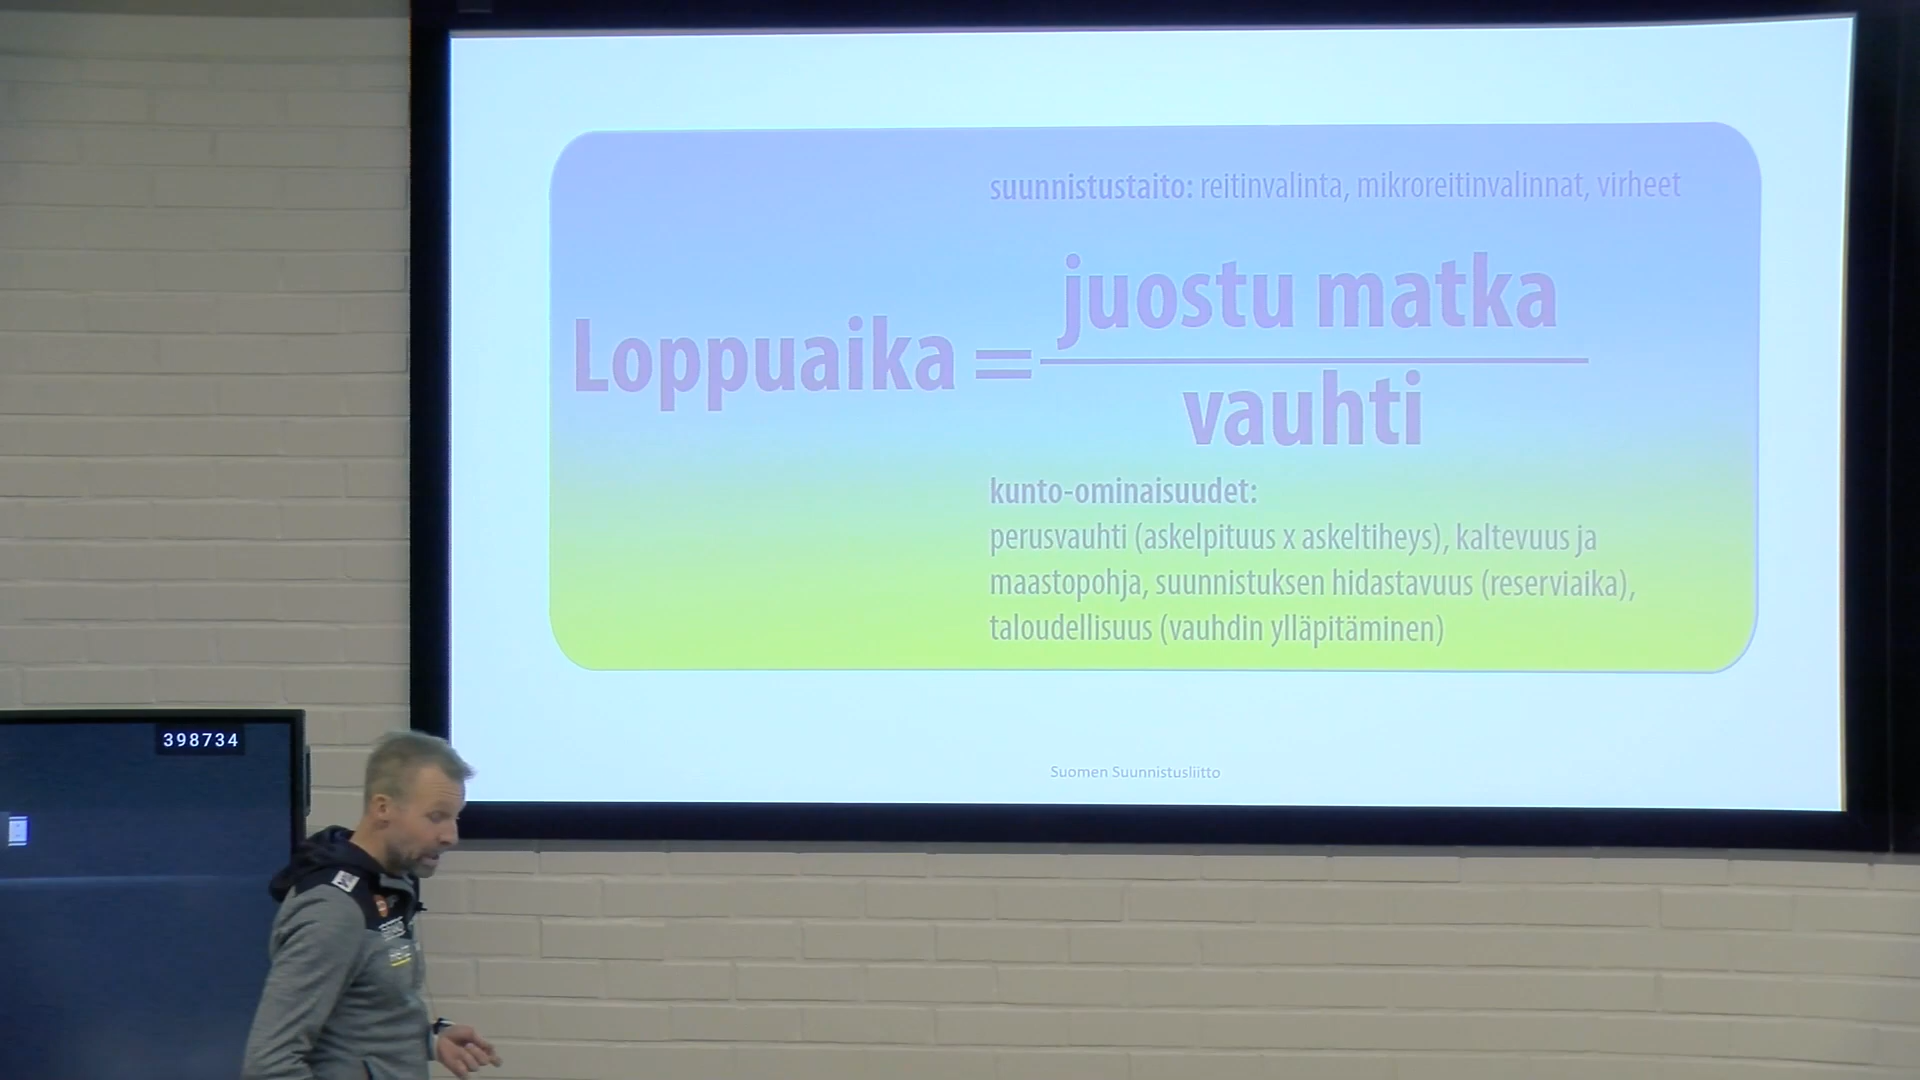 suunnistustaito: reitinvalinta, mikroreitinvalinnat, virheet
Loppuaika = juostu matka
vauhti
kunto-ominaisuudet:
perusvauhti (askelpituus x askeltiheys), kaltevuus ja
maastopohja, suunnistuksen hidastavuus (reserviaika),
taloudellisuus (vauhdin ylläpitäminen)
Suomen Suunnistusliitto
398734